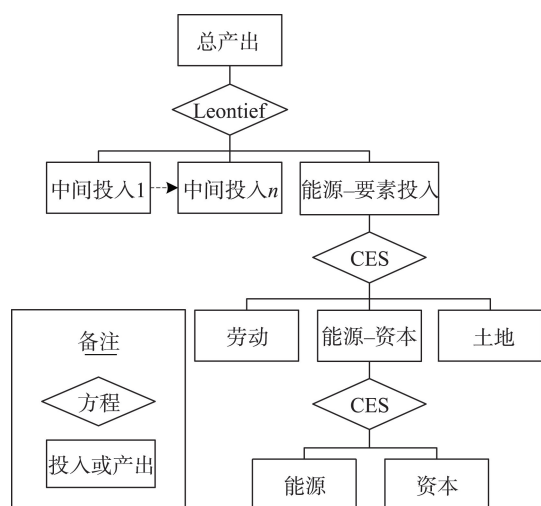 总产出
Leontief
中间投入1
中间投入n
能源–要素投入
CES
劳动
能源–资本
土地
CES
能源
资本
备注
方程
投入或产出